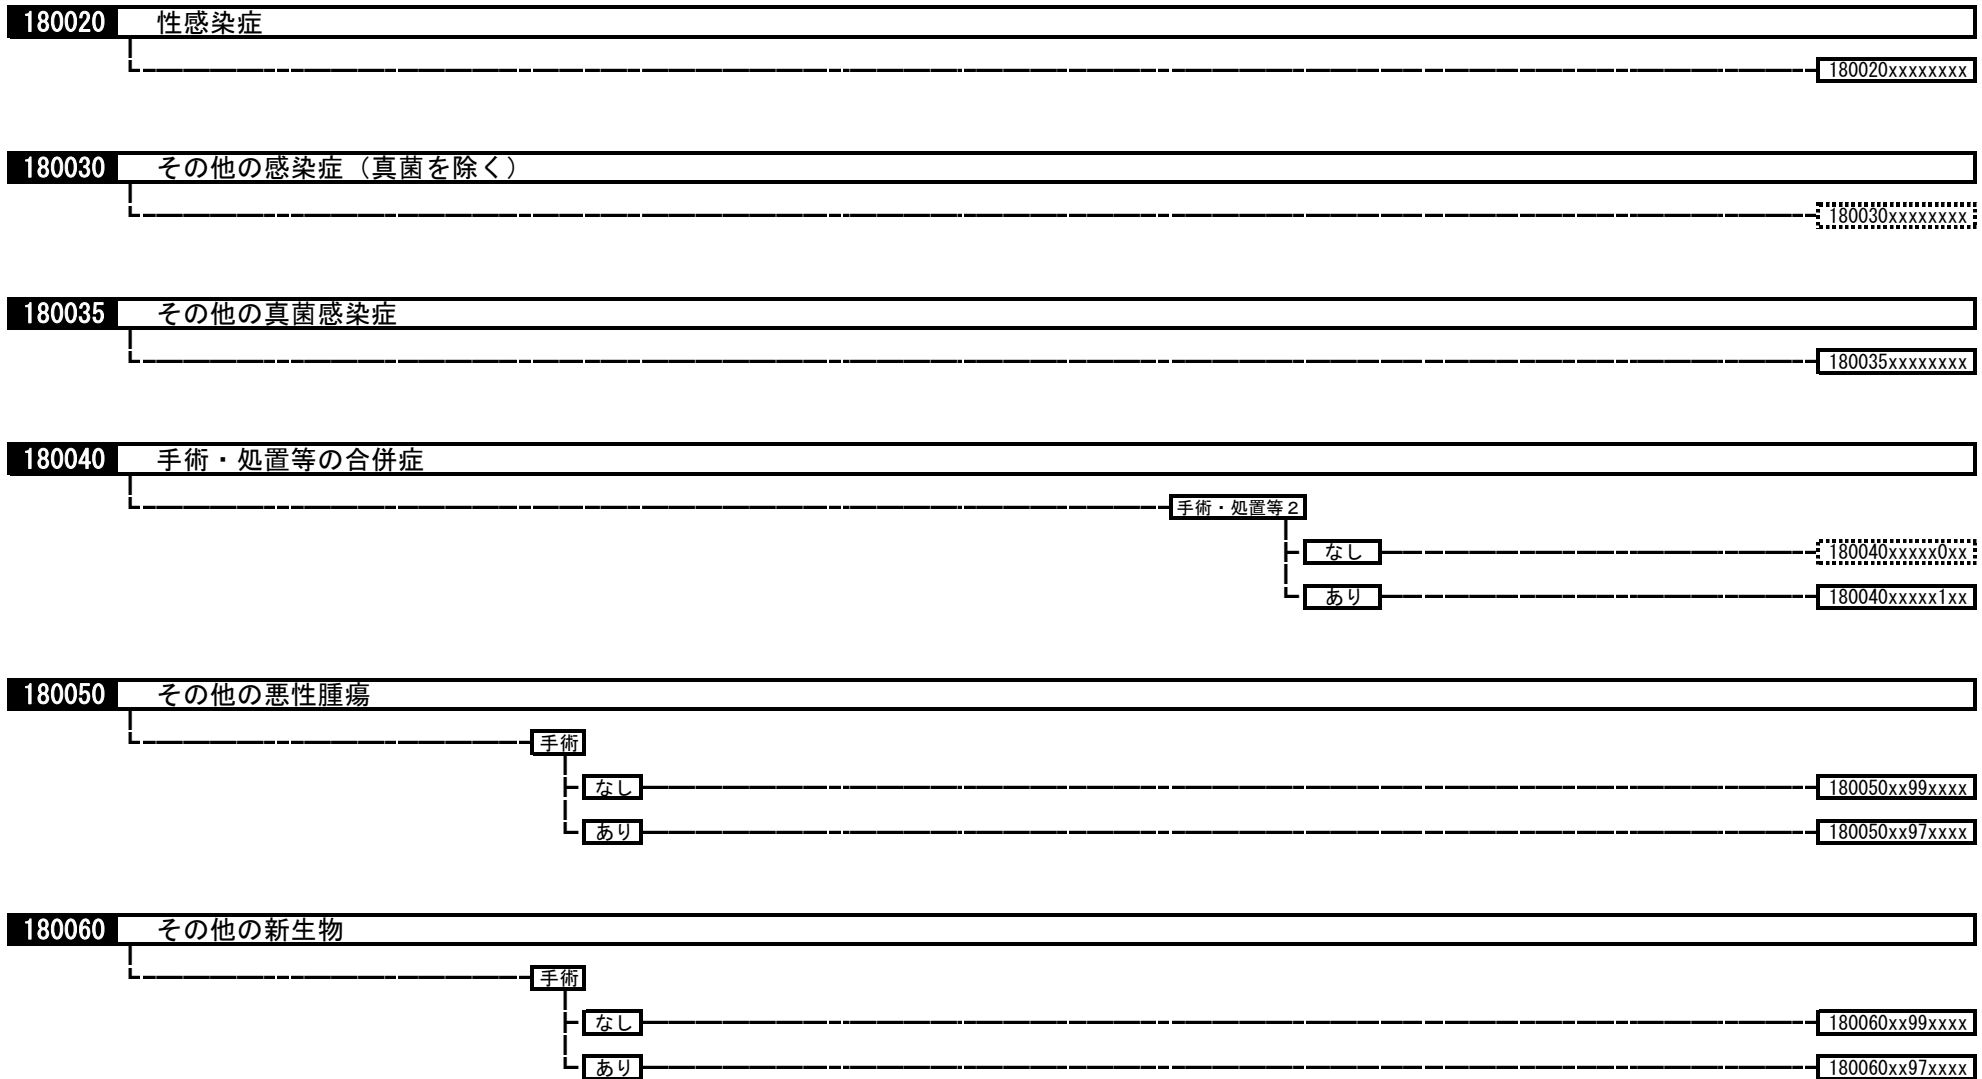 180020 性感染症
180020xxxxxxxx
180030 その他の感染症（真菌を除く）
180030xxxxxxxx
180035 その他の真菌感染症
180035xxxxxxxx
180040 手術・処置等の合併症
手術・処置等２
なし 180040xxxxx0xx
あり 180040xxxxx1xx
180050 その他の悪性腫瘍
手術
なし 180050xx99xxxx
あり 180050xx97xxxx
180060 その他の新生物
手術
なし 180060xx99xxxx
あり 180060xx97xxxx